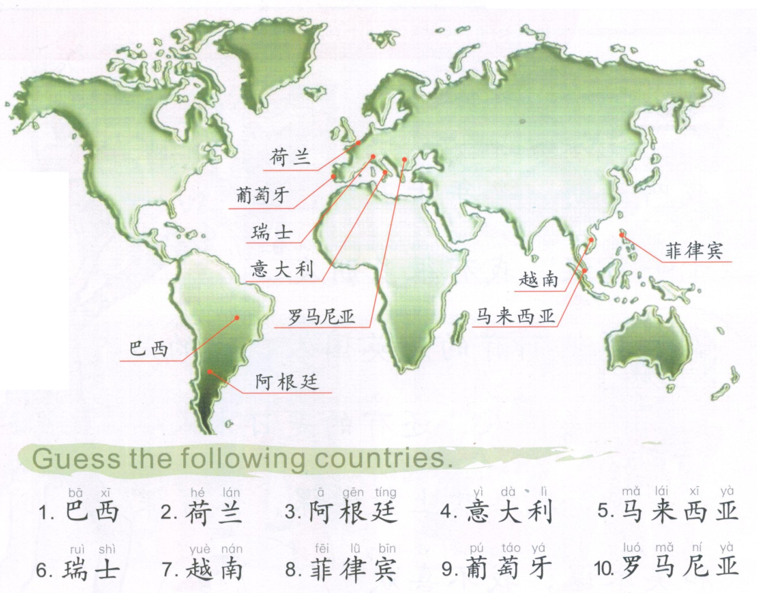 荷兰
葡萄牙
瑞士
意大利
罗马尼亚
越南
菲律宾
马来西亚
巴西
阿根廷
Guess the following countries.
bā xī hé lán ā gēn tíng yì dà lì mǎ lái xī yà
1. 巴西 2. 荷兰 3. 阿根廷 4. 意大利 5. 马来西亚
ruì shì yuè nán fēi lǜ bīn pú táo yá luó mǎ ní yà
6. 瑞士 7. 越南 8. 菲律宾 9. 葡萄牙 10. 罗马尼亚